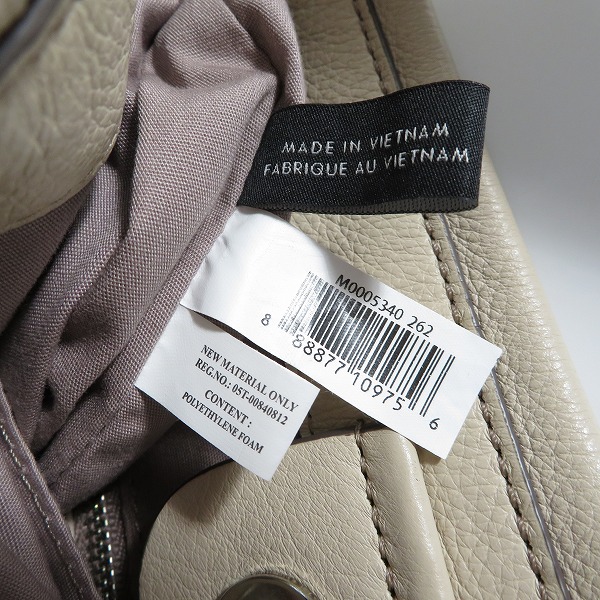 MADE IN VIETNAM
FABRIQUE AU VIETNAM
M0005340 262
8 88877 10975 6
NEW MATERIAL ONLY
REG.NO.: 05T-00840812
CONTENT :
POLYETHYLENE FOAM